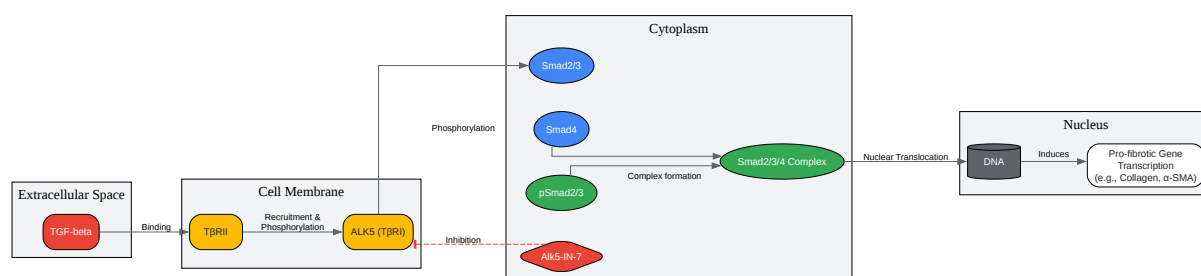 Extracellular Space
TGF-beta
Binding
Cell Membrane
TβRII
Recruitment &
Phosphorylation
ALK5 (TβRI)
Phosphorylation
Inhibition
Cytoplasm
Smad2/3
Smad4
pSmad2/3
Alk5-IN-7
Complex formation
Smad2/3/4 Complex
Nuclear Translocation
Nucleus
DNA
Induces
Pro-fibrotic Gene
Transcription
(e.g., Collagen, α-SMA)